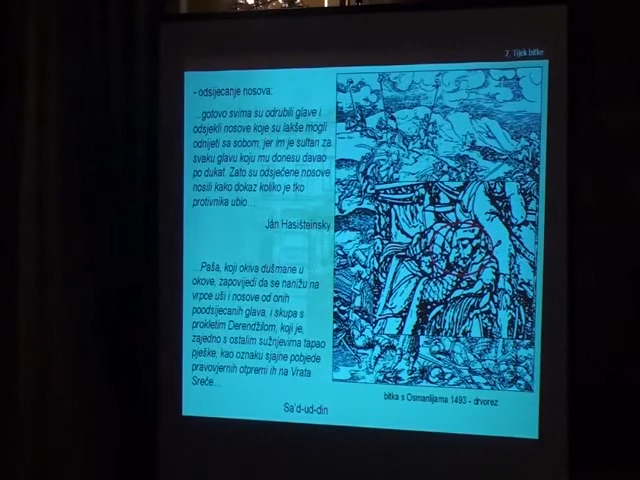 2. Tijek bitke
- odsijecanje nosova:
...gotovo svima su odrubili glave i
odsjekli nosove koje su lakše mogli
odnijeti sa sobom, jer im je sultan za
svaku glavu koju mu donesu davao
po dukat. Zato su odsječene nosove
nosili kako dokaz koliko je tko
protivnika ubio...
Ján Hasišteinsky
...Paša, koji okiva dušmane u
okove, zapovijedi da se nanižu na
vrpce uši i nosove od onih
poodsijecanih glava, i skupa s
prokletim Derendžilom, koji je,
zajedno s ostalim sužnjevima tapao
pješke, kao oznaku sjajne pobjede
pravovjernih otpremi ih na Vrata
Sreće...
Sa'd-ud-din
bitka s Osmanlijama 1493 - drvorez